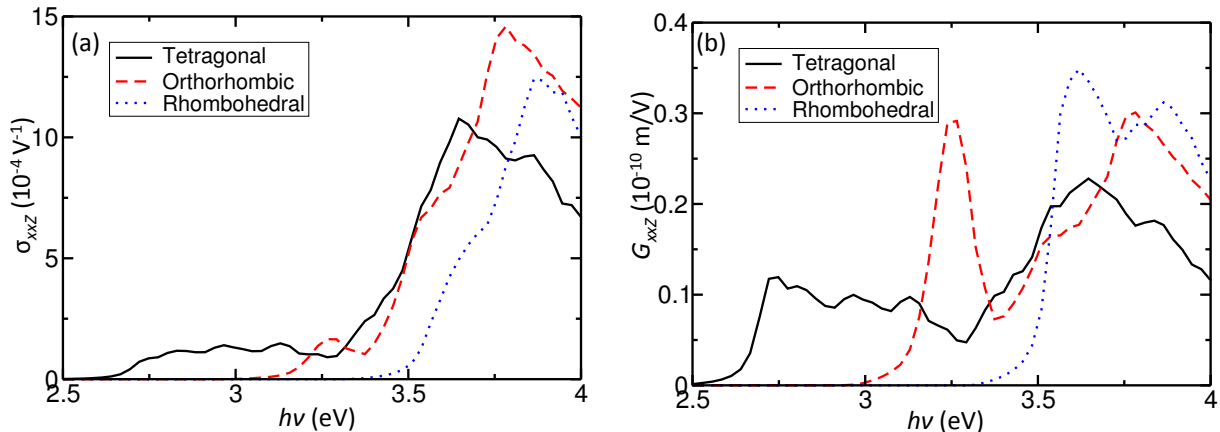 (a)
Tetragonal
Orthorhombic
Rhombohedral
15
10
5
0
σxxZ (10-4 V-1)
2.5
3
3.5
4
hν (eV)
(b)
Tetragonal
Orthorhombic
Rhombohedral
0.4
0.3
0.2
0.1
0
GxxZ (10-10 m/V)
2.5
3
3.5
4
hν (eV)